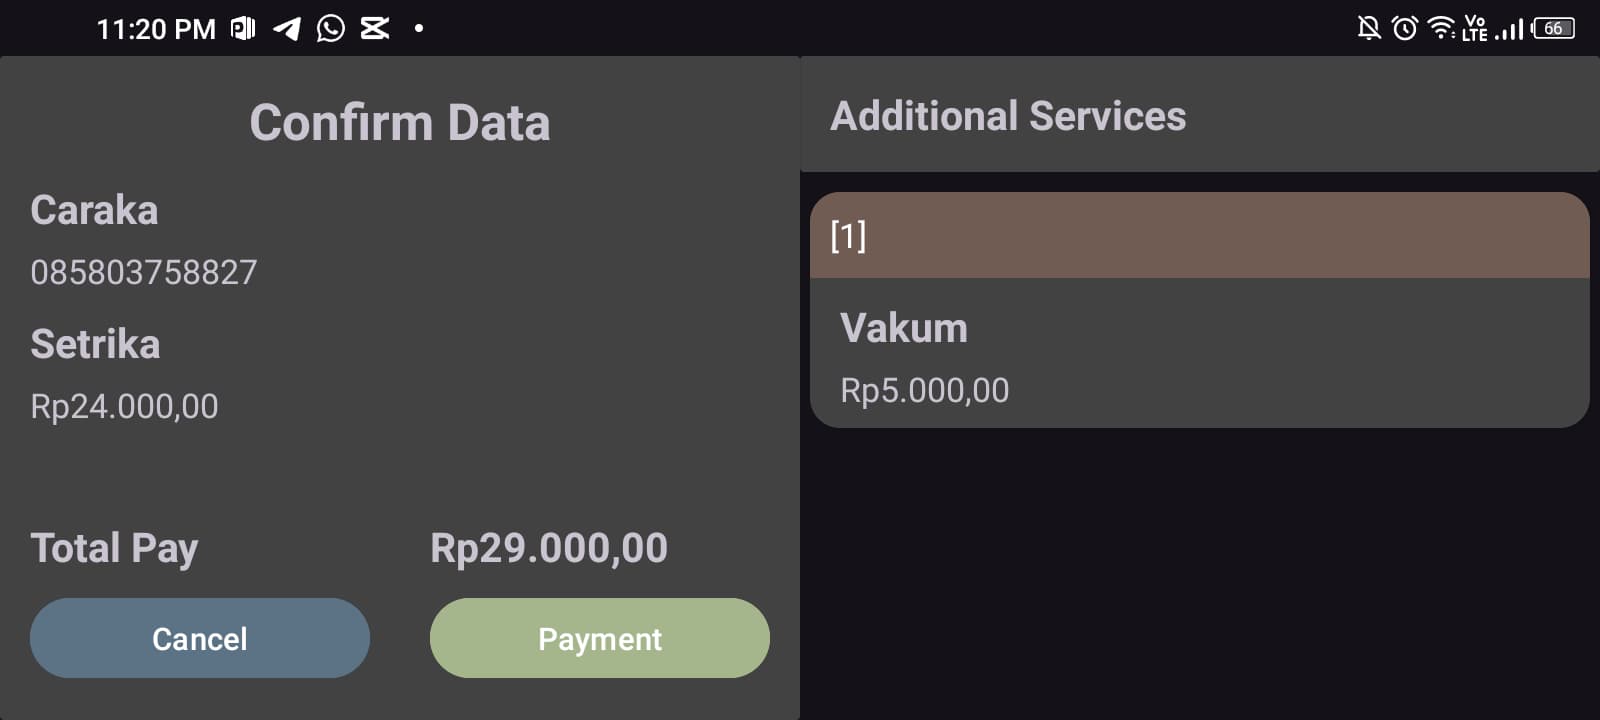 11:20 PM
Vo
LTE
66
Confirm Data
Caraka
085803758827
Setrika
Rp24.000,00
Total Pay
Rp29.000,00
Cancel
Payment
Additional Services
[1]
Vakum
Rp5.000,00